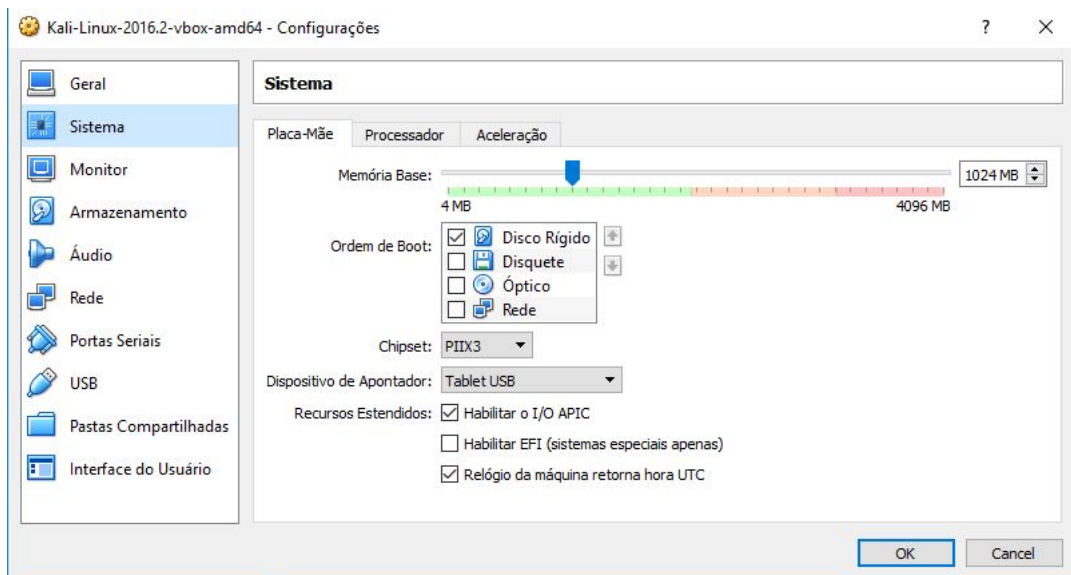 Kali-Linux-2016.2-vbox-amd64 - Configurações ?
Geral
Sistema
Monitor
Armazenamento
Áudio
Rede
Portas Seriais
USB
Pastas Compartilhadas
Interface do Usuário
Sistema
Placa-Mãe Processador Aceleração
Memória Base: 1024 MB
4 MB 4096 MB
Ordem de Boot: Disco Rígido
Disquete
Óptico
Rede
Chipset: PIIX3
Dispositivo de Apontador: Tablet USB
Recursos Estendidos: Habilitar o I/O APIC
Habilitar EFI (sistemas especiais apenas)
Relógio da máquina retorna hora UTC
OK Cancel